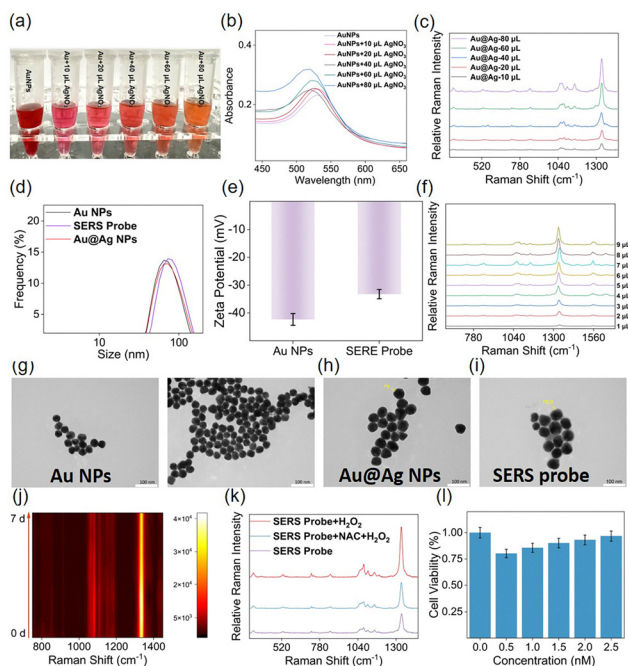 (a)
AuNPs
Au+10 µL AgNO3
Au+20 µL AgNO3
Au+40 µL AgNO3
Au+60 µL AgNO3
Au+80 µL AgNO3
(b)
AuNPs
AuNPs+10 µL AgNO3
AuNPs+20 µL AgNO3
AuNPs+40 µL AgNO3
AuNPs+60 µL AgNO3
AuNPs+80 µL AgNO3
0.4
0.2
Absorbance
450 500 550 600 650
Wavelength (nm)
(c)
Au@Ag-80 µL
Au@Ag-60 µL
Au@Ag-40 µL
Au@Ag-20 µL
Au@Ag-10 µL
Relative Raman Intensity
520 780 1040 1300
Raman Shift (cm-1)
(d)
Au NPs
SERS Probe
Au@Ag NPs
20
15
10
5
Frequency (%)
10 100
Size (nm)
(e)
-10
-20
-30
-40
Zeta Potential (mV)
Au NPs SERE Probe
(f)
9 µL
8 µL
7 µL
6 µL
5 µL
4 µL
3 µL
2 µL
1 µL
Relative Raman Intensity
780 1040 1300 1560
Raman Shift (cm-1)
(g)
Au NPs
100 nm
100 nm
(h)
Au@Ag NPs
100 nm
(i)
SERS probe
100 nm
(j)
7 d
0 d
4×10^4
3×10^4
2×10^4
5×10^3
800 1000 1200 1400
Raman Shift (cm-1)
(k)
SERS Probe+H2O2
SERS Probe+NAC+H2O2
SERS Probe
Relative Raman Intensity
520 780 1040 1300
Raman Shift (cm-1)
(l)
1.00
0.75
0.50
0.25
Cell Viability (%)
0.0 0.5 1.0 1.5 2.0 2.5
Concentration (nM)